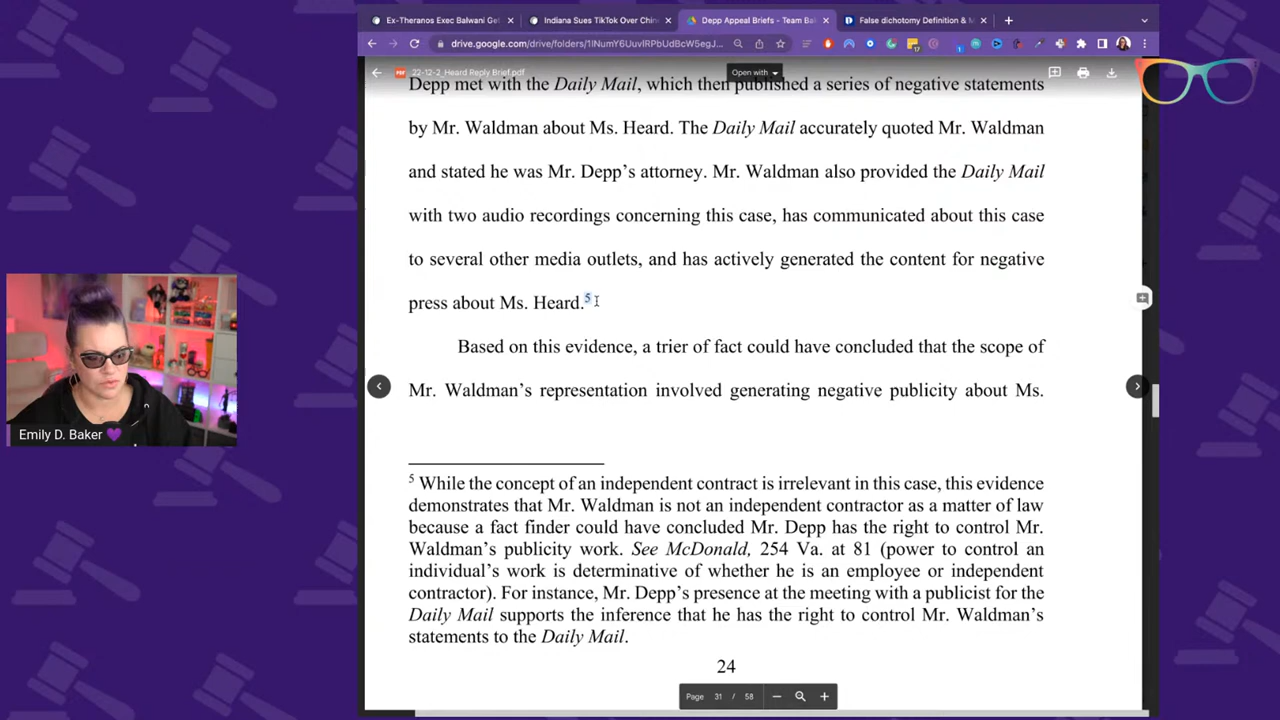 Ex-Theranos Exec Balwani Get
Indiana Sues TikTok Over Chin
Depp Appeal Briefs - Team Ba
False dichotomy Definition & M
drive.google.com/drive/folders/1INumY6UuvIRPbUdBcW5egJ...
22-12-2_Heard Reply Brief.pdf
Open with
Depp met with the Daily Mail, which then published a series of negative statements
by Mr. Waldman about Ms. Heard. The Daily Mail accurately quoted Mr. Waldman
and stated he was Mr. Depp's attorney. Mr. Waldman also provided the Daily Mail
with two audio recordings concerning this case, has communicated about this case
to several other media outlets, and has actively generated the content for negative
press about Ms. Heard.5
Based on this evidence, a trier of fact could have concluded that the scope of
Mr. Waldman's representation involved generating negative publicity about Ms.
5 While the concept of an independent contract is irrelevant in this case, this evidence
demonstrates that Mr. Waldman is not an independent contractor as a matter of law
because a fact finder could have concluded Mr. Depp has the right to control Mr.
Waldman's publicity work. See McDonald, 254 Va. at 81 (power to control an
individual's work is determinative of whether he is an employee or independent
contractor). For instance, Mr. Depp's presence at the meeting with a publicist for the
Daily Mail supports the inference that he has the right to control Mr. Waldman's
statements to the Daily Mail.
24
Page 31 / 58
Emily D. Baker 💜